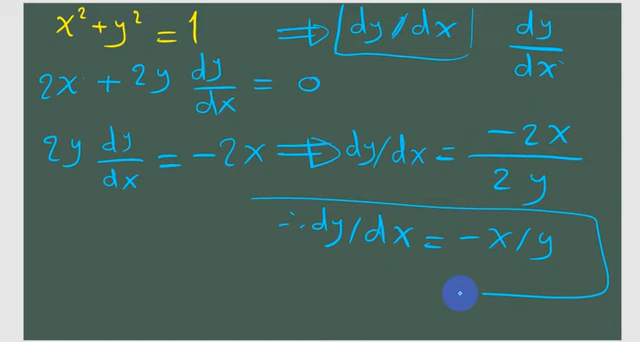 x² + y² = 1 ⇒ dy/dx dy/dx
2x + 2y dy/dx = 0
2y dy/dx = -2x ⇒ dy/dx = -2x/2y
∴ dy/dx = -x/y